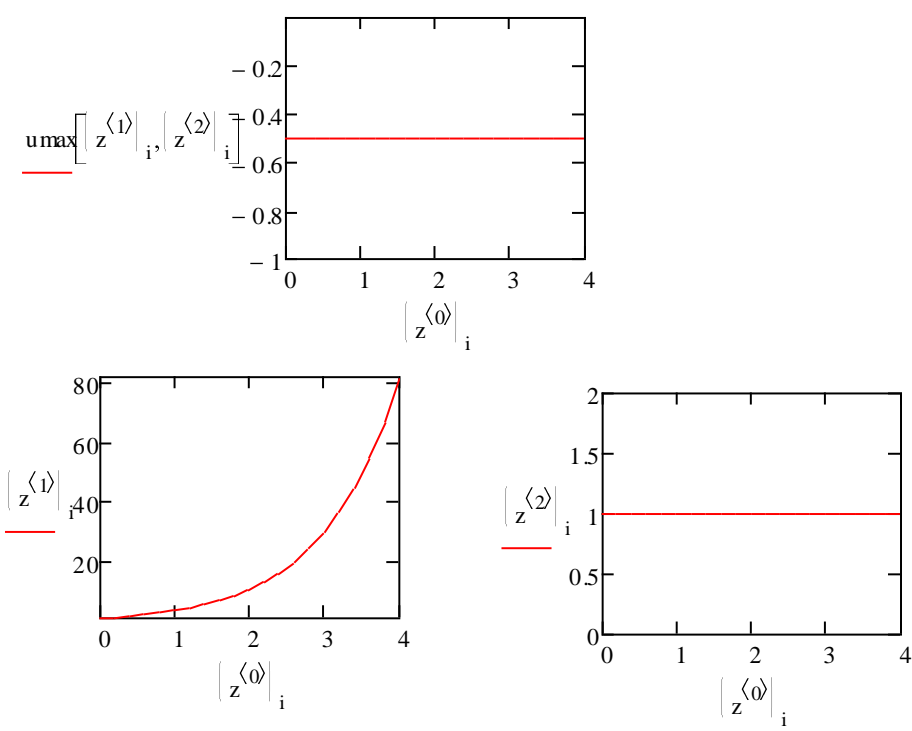 − 0.2
− 0.4
− 0.6
− 0.8
− 1
umax[(z⟨1⟩)i,(z⟨2⟩)i]
0 1 2 3 4
(z⟨0⟩)i
80
60
40
20
(z⟨1⟩)i
0 1 2 3 4
(z⟨0⟩)i
2
1.5
1
0.5
0
(z⟨2⟩)i
0 1 2 3 4
(z⟨0⟩)i